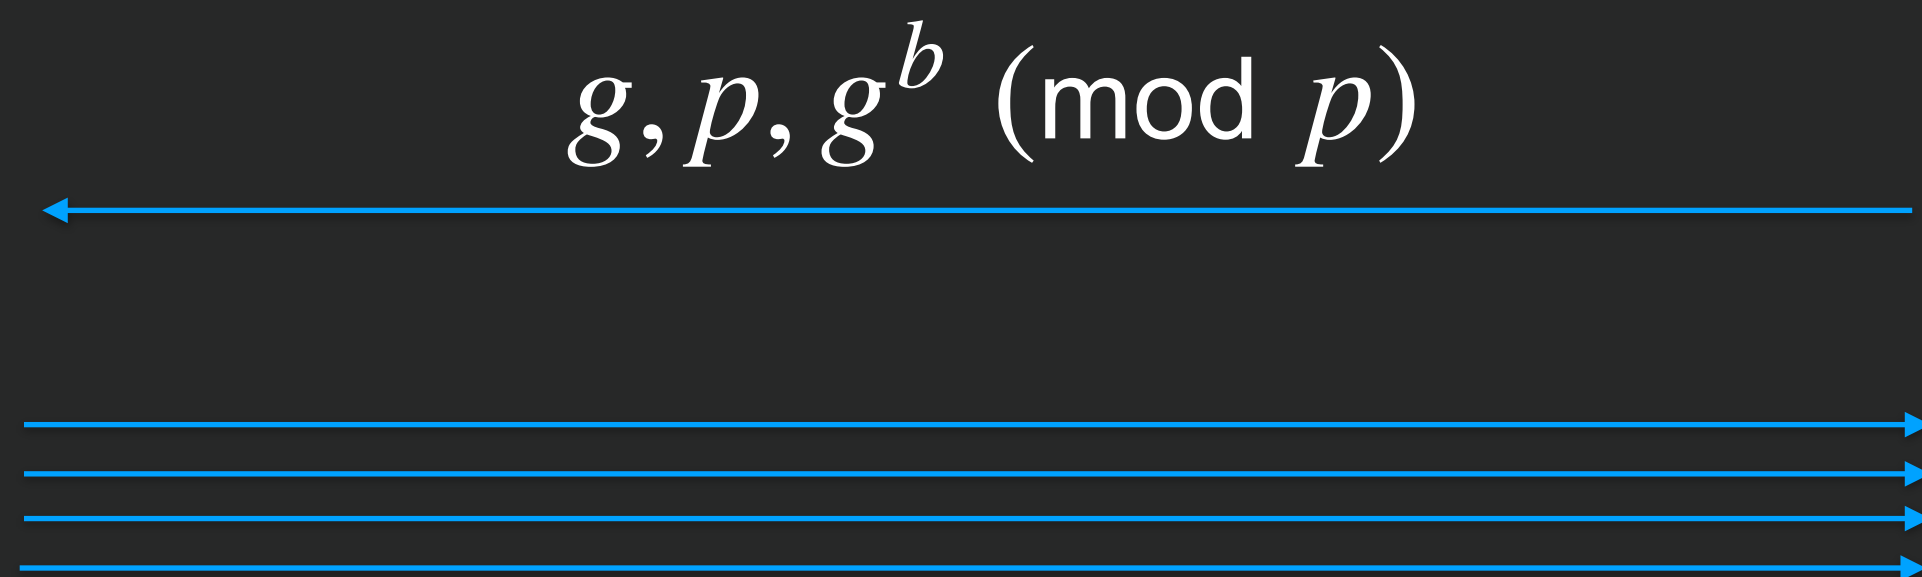 g, p, g^b (mod p)